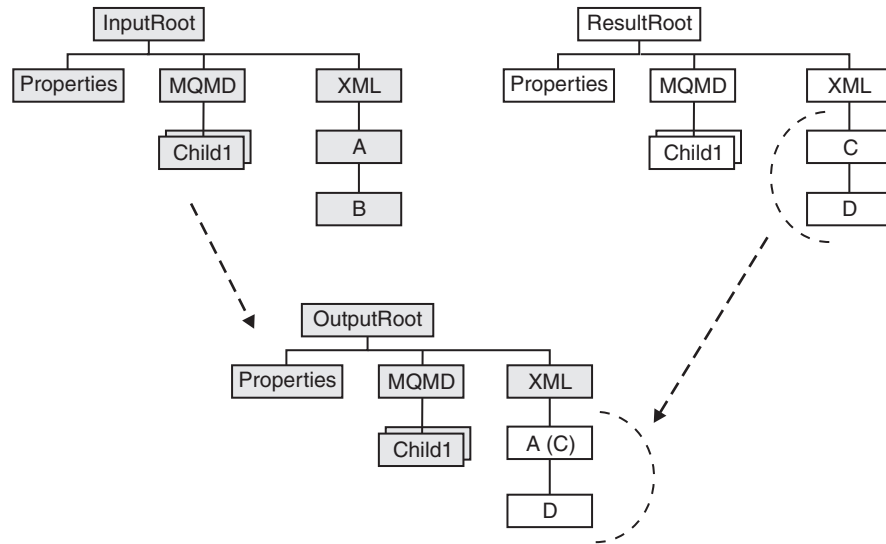 InputRoot
Properties
MQMD
XML
Child1
A
B
ResultRoot
Properties
MQMD
XML
Child1
C
D
OutputRoot
Properties
MQMD
XML
Child1
A (C)
D